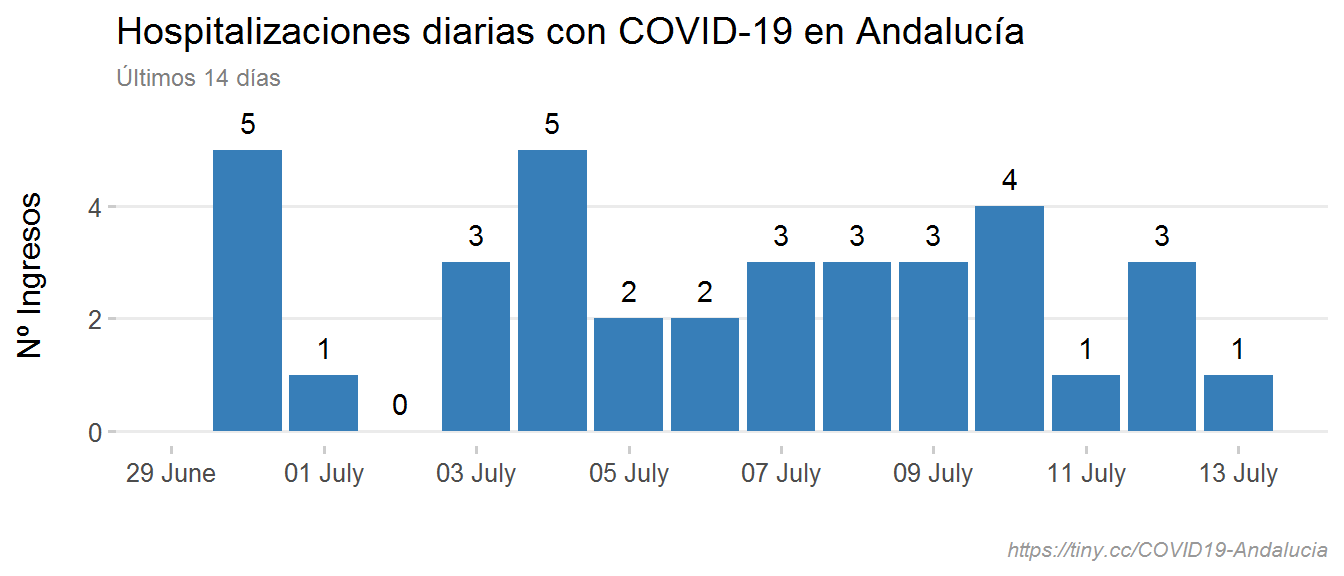 Hospitalizaciones diarias con COVID-19 en Andalucía
Últimos 14 días
Nº Ingresos
5
1
0
3
5
2
2
3
3
3
4
1
3
1
4
2
0
29 June
01 July
03 July
05 July
07 July
09 July
11 July
13 July
https://tiny.cc/COVID19-Andalucia